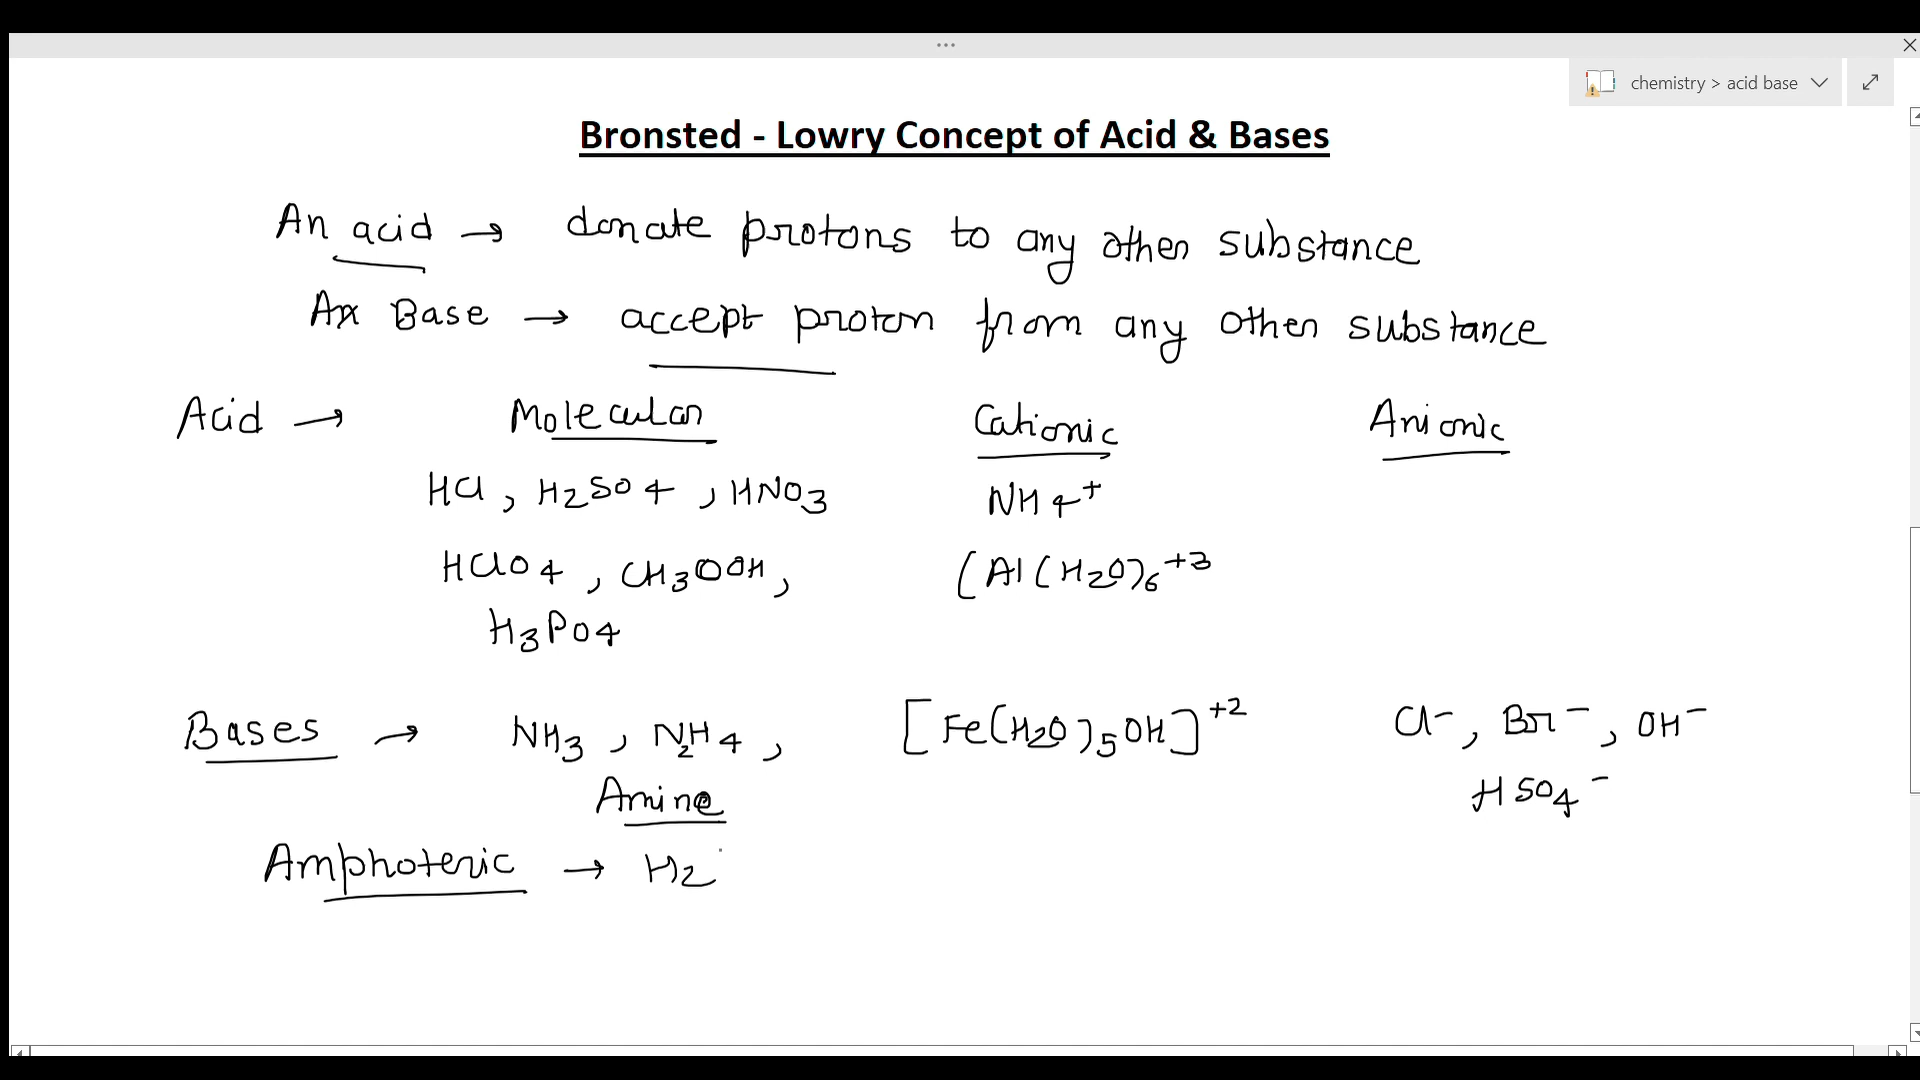 chemistry > acid base
Bronsted - Lowry Concept of Acid & Bases
An acid → donate protons to any other substance
An Base → accept proton from any other substance
Acid → Molecular Cationic Anionic
HCl, H2SO4, HNO3 NH4+
HClO4, CH3OOH, (Al(H2O)6+3
H3PO4
Bases → NH3, N2H4, [Fe(H2O)5OH]+2 Cl-, Br-, OH-
Amine HSO4-
Amphoteric → H2